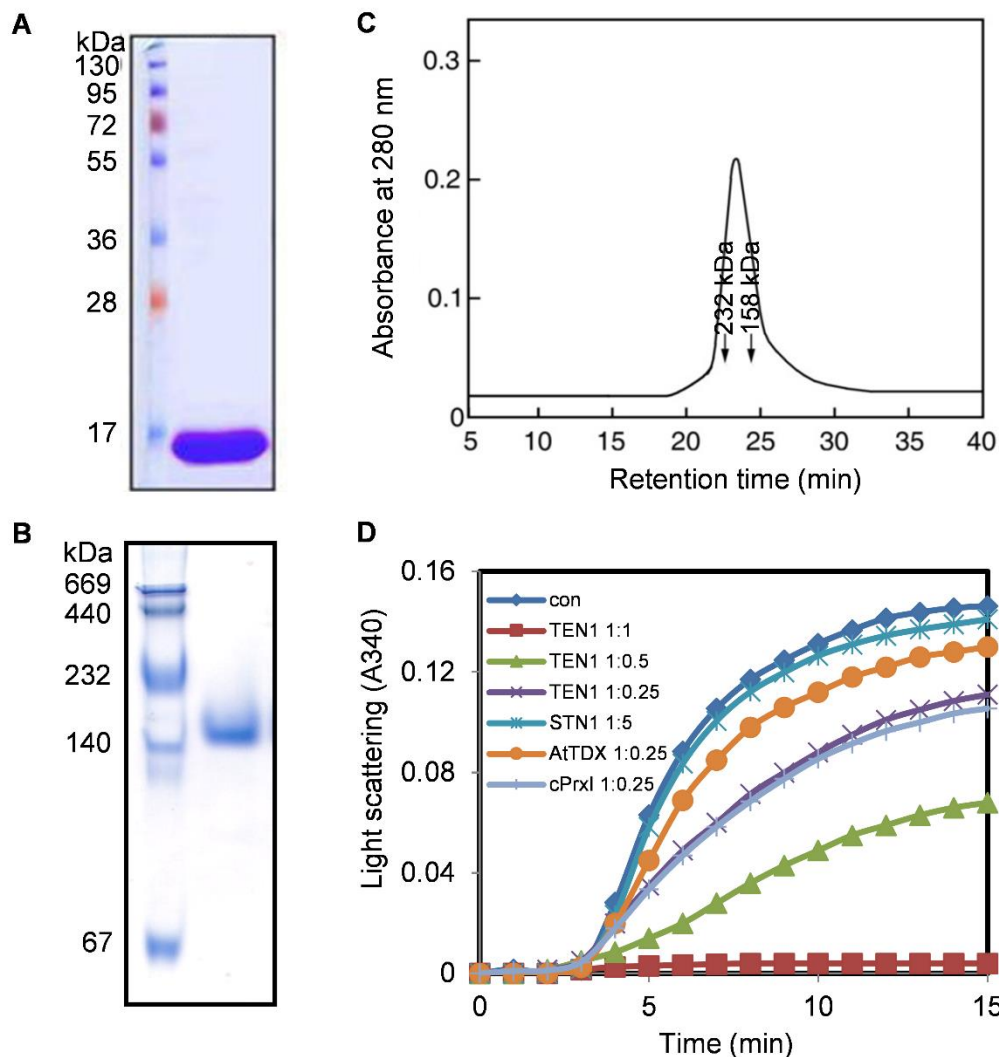 A
kDa
130
95
72
55
36
28
17
B
kDa
669
440
232
140
67
C
Absorbance at 280 nm
0.3
0.2
0.1
0
232 kDa
158 kDa
5 10 15 20 25 30 35 40
Retention time (min)
D
Light scattering (A340)
0.16
0.12
0.08
0.04
0
con
TEN1 1:1
TEN1 1:0.5
TEN1 1:0.25
STN1 1:5
AtTDX 1:0.25
cPrxI 1:0.25
0 5 10 15
Time (min)